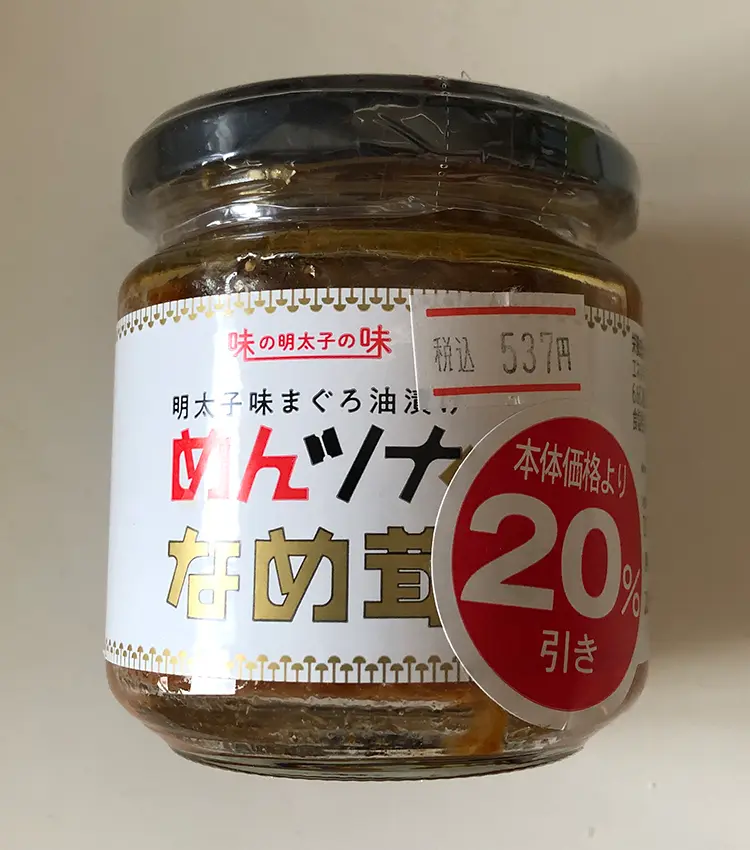 味の明太子の味
税込 537円
明太子味まぐろ油漬け
めんツナ
なめ茸
本体価格より
20%
引き